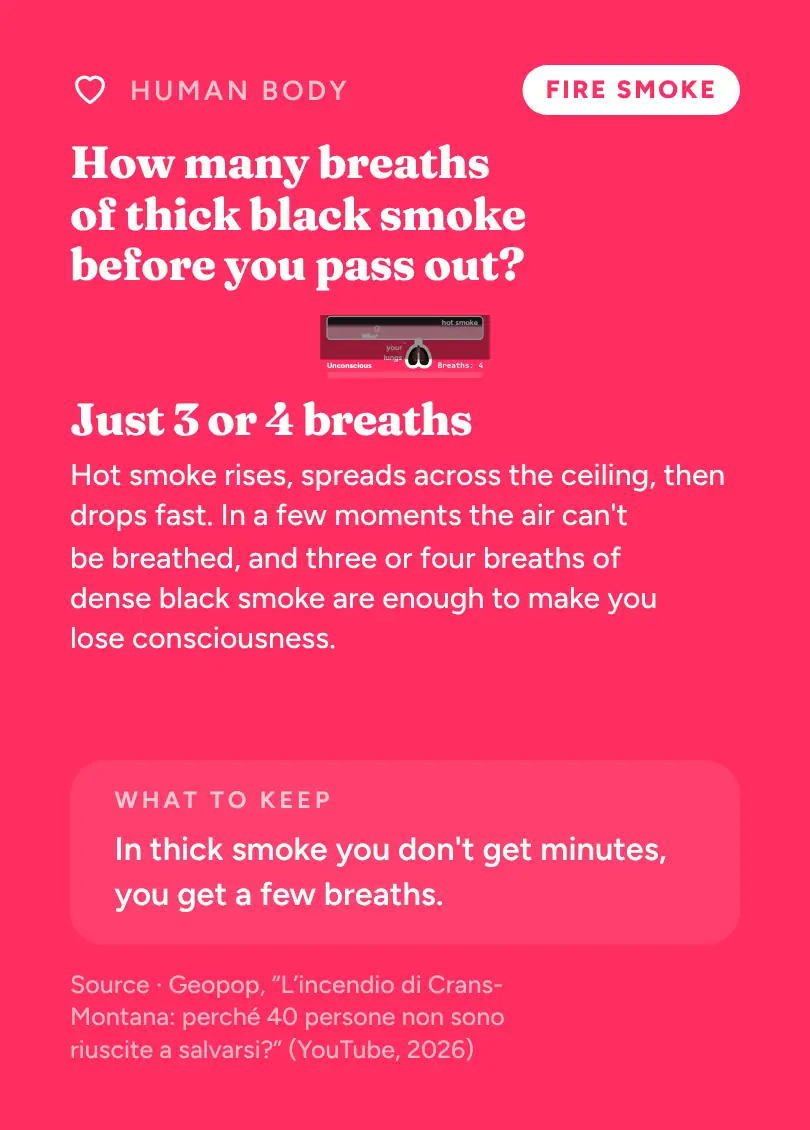 HUMAN BODY
FIRE SMOKE
How many breaths
of thick black smoke
before you pass out?
hot smoke
your
lungs
Unconscious
Breaths: 4
Just 3 or 4 breaths
Hot smoke rises, spreads across the ceiling, then
drops fast. In a few moments the air can't
be breathed, and three or four breaths of
dense black smoke are enough to make you
lose consciousness.
WHAT TO KEEP
In thick smoke you don't get minutes,
you get a few breaths.
Source · Geopop, “L’incendio di Crans-
Montana: perché 40 persone non sono
riuscite a salvarsi?” (YouTube, 2026)